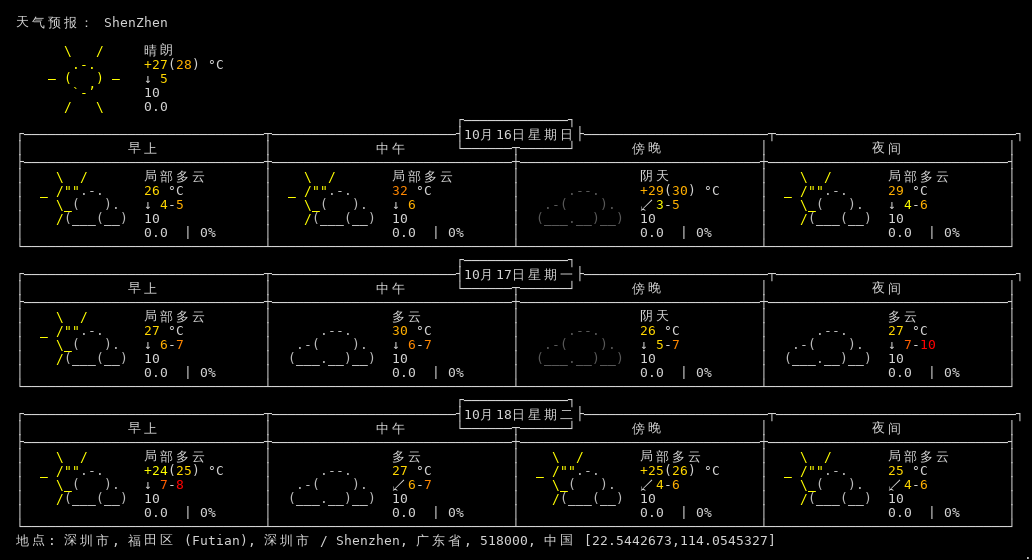 天气预报： ShenZhen
晴朗
+27(28) °C
↓ 5
10
0.0
10月16日星期日
早上 中午 傍晚 夜间
局部多云 局部多云 阴天 局部多云
26 °C 32 °C +29(30) °C 29 °C
↓ 4-5 ↓ 6 ↙ 3-5 ↓ 4-6
10 10 10 10
0.0 | 0% 0.0 | 0% 0.0 | 0% 0.0 | 0%
10月17日星期一
早上 中午 傍晚 夜间
局部多云 多云 阴天 多云
27 °C 30 °C 26 °C 27 °C
↓ 6-7 ↓ 6-7 ↓ 5-7 ↓ 7-10
10 10 10 10
0.0 | 0% 0.0 | 0% 0.0 | 0% 0.0 | 0%
10月18日星期二
早上 中午 傍晚 夜间
局部多云 多云 局部多云 局部多云
+24(25) °C 27 °C +25(26) °C 25 °C
↓ 7-8 ↙ 6-7 ↙ 4-6 ↙ 4-6
10 10 10 10
0.0 | 0% 0.0 | 0% 0.0 | 0% 0.0 | 0%
地点: 深圳市, 福田区 (Futian), 深圳市 / Shenzhen, 广东省, 518000, 中国 [22.5442673,114.0545327]